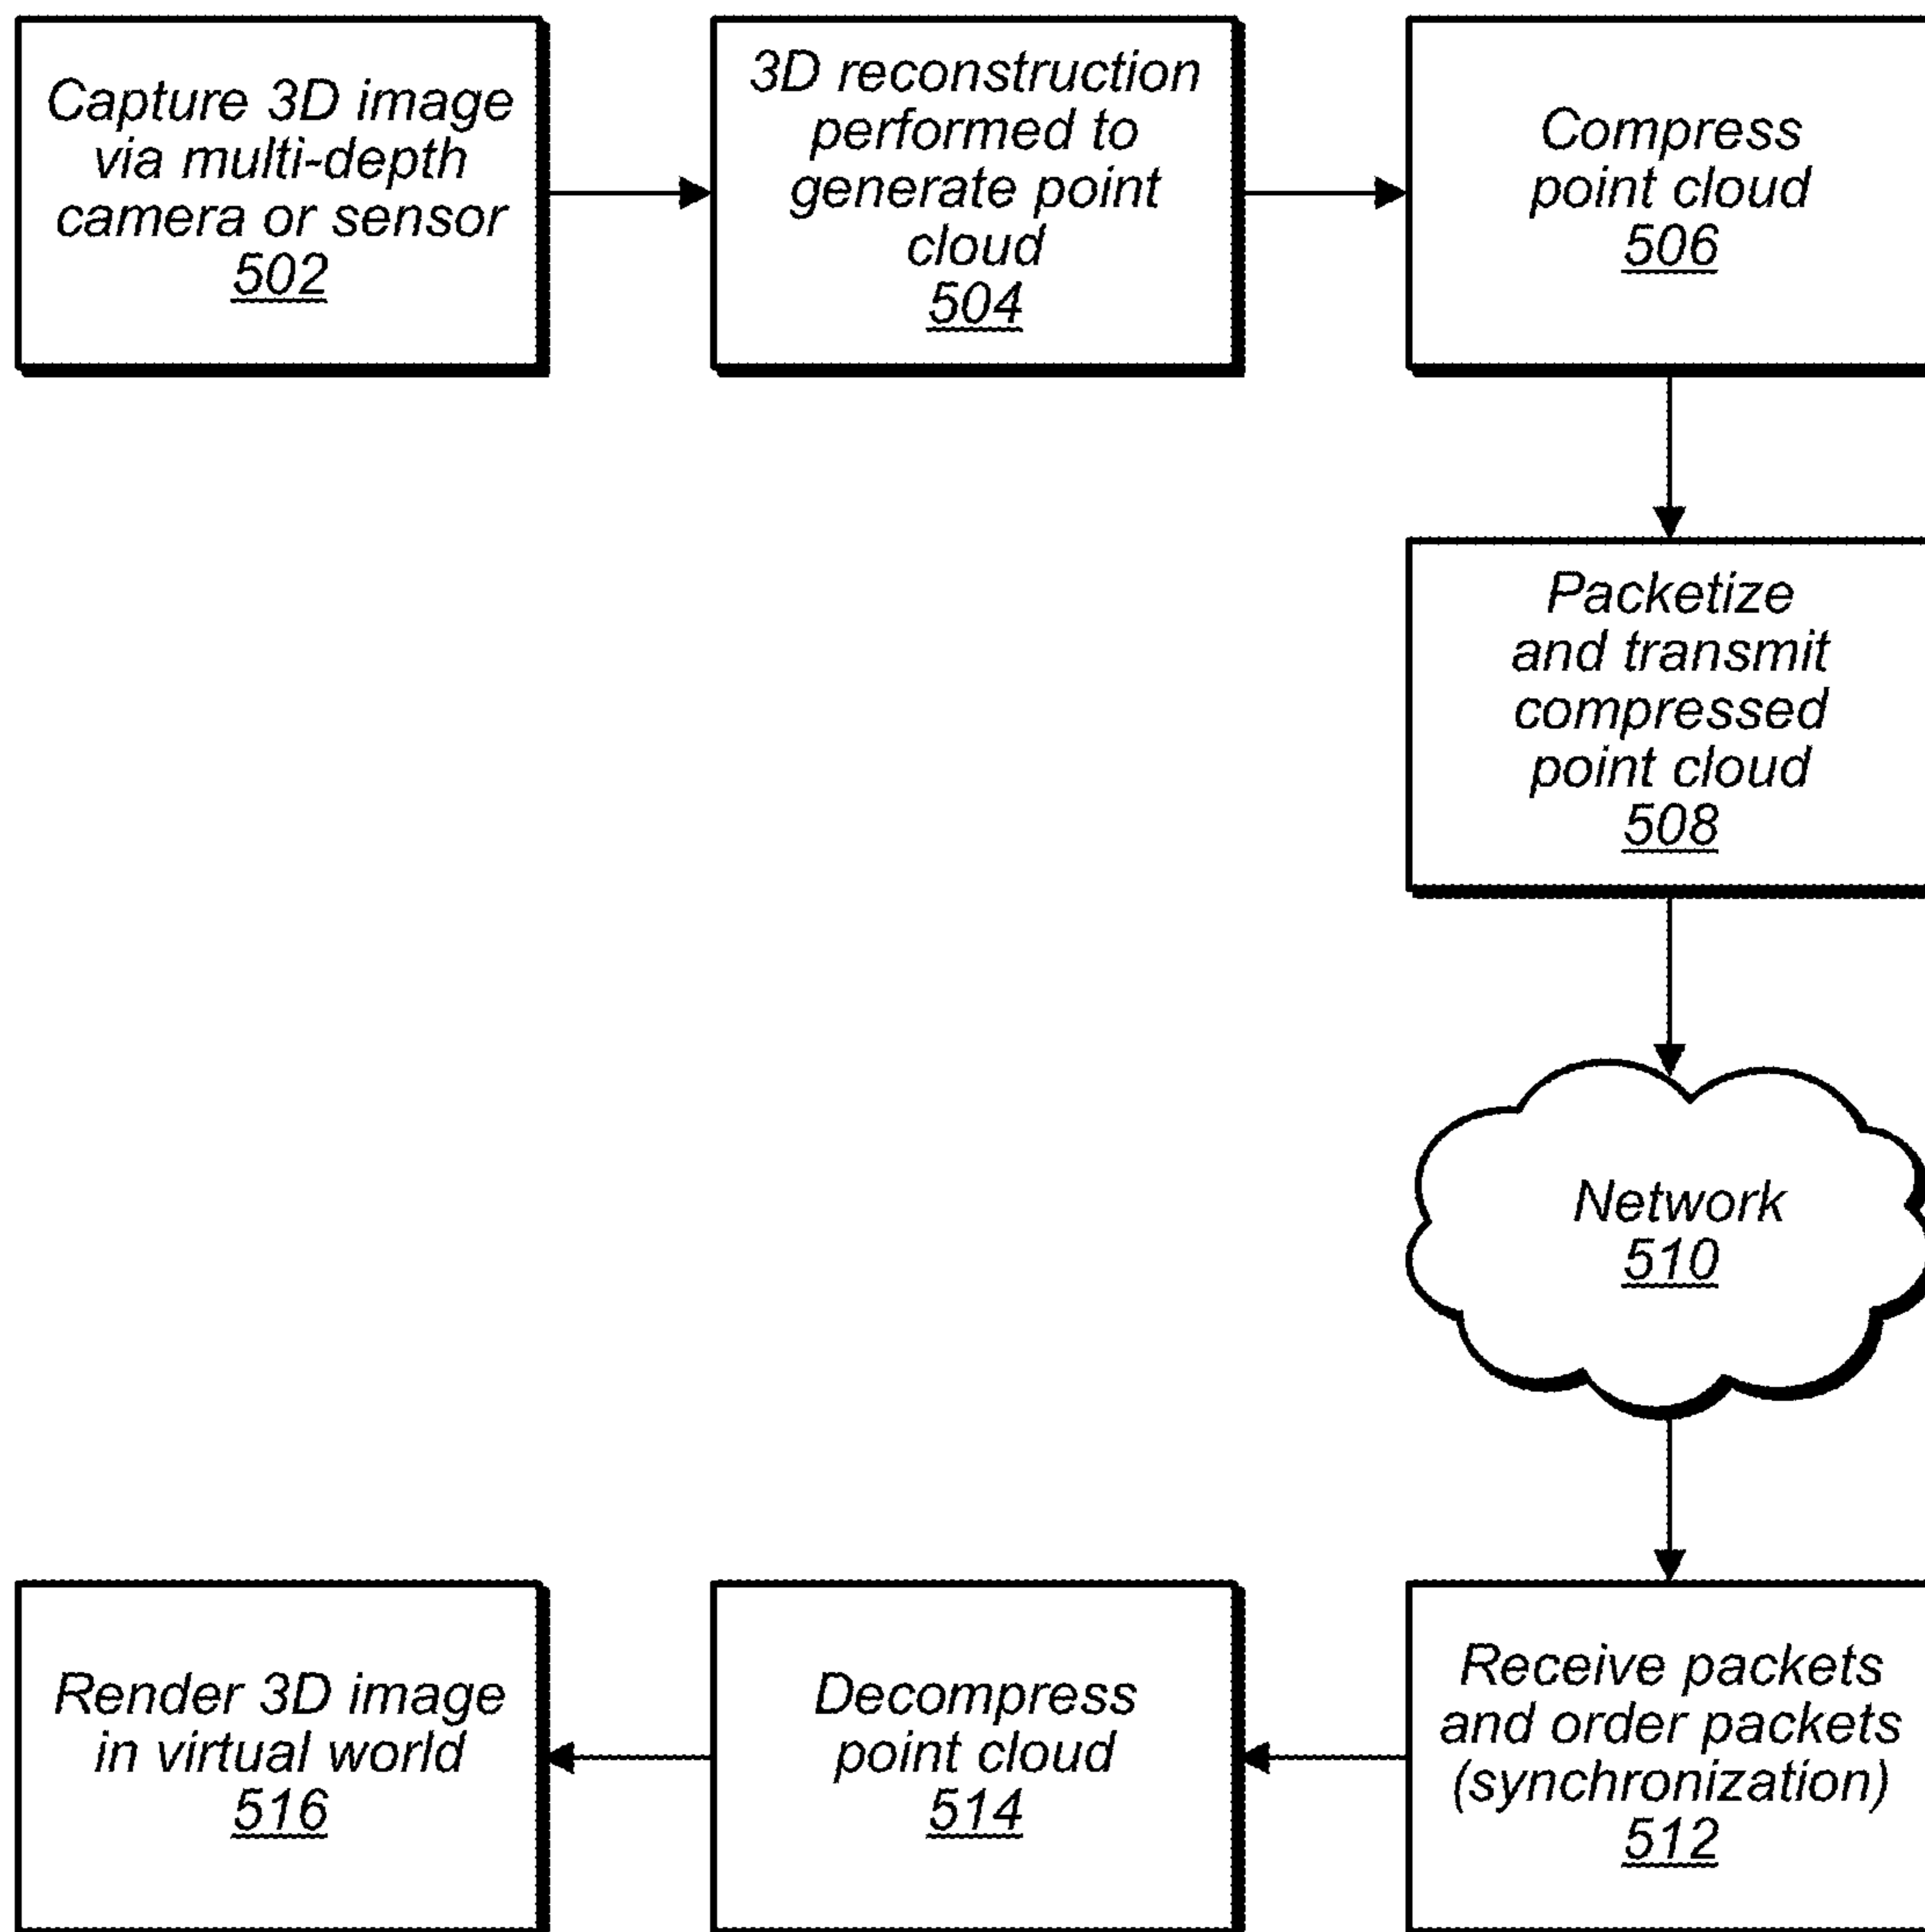 Capture 3D image
via multi-depth
camera or sensor
502
3D reconstruction
performed to
generate point
cloud
504
Compress
point cloud
506
Packetize
and transmit
compressed
point cloud
508
Network
510
Receive packets
and order packets
(synchronization)
512
Decompress
point cloud
514
Render 3D image
in virtual world
516